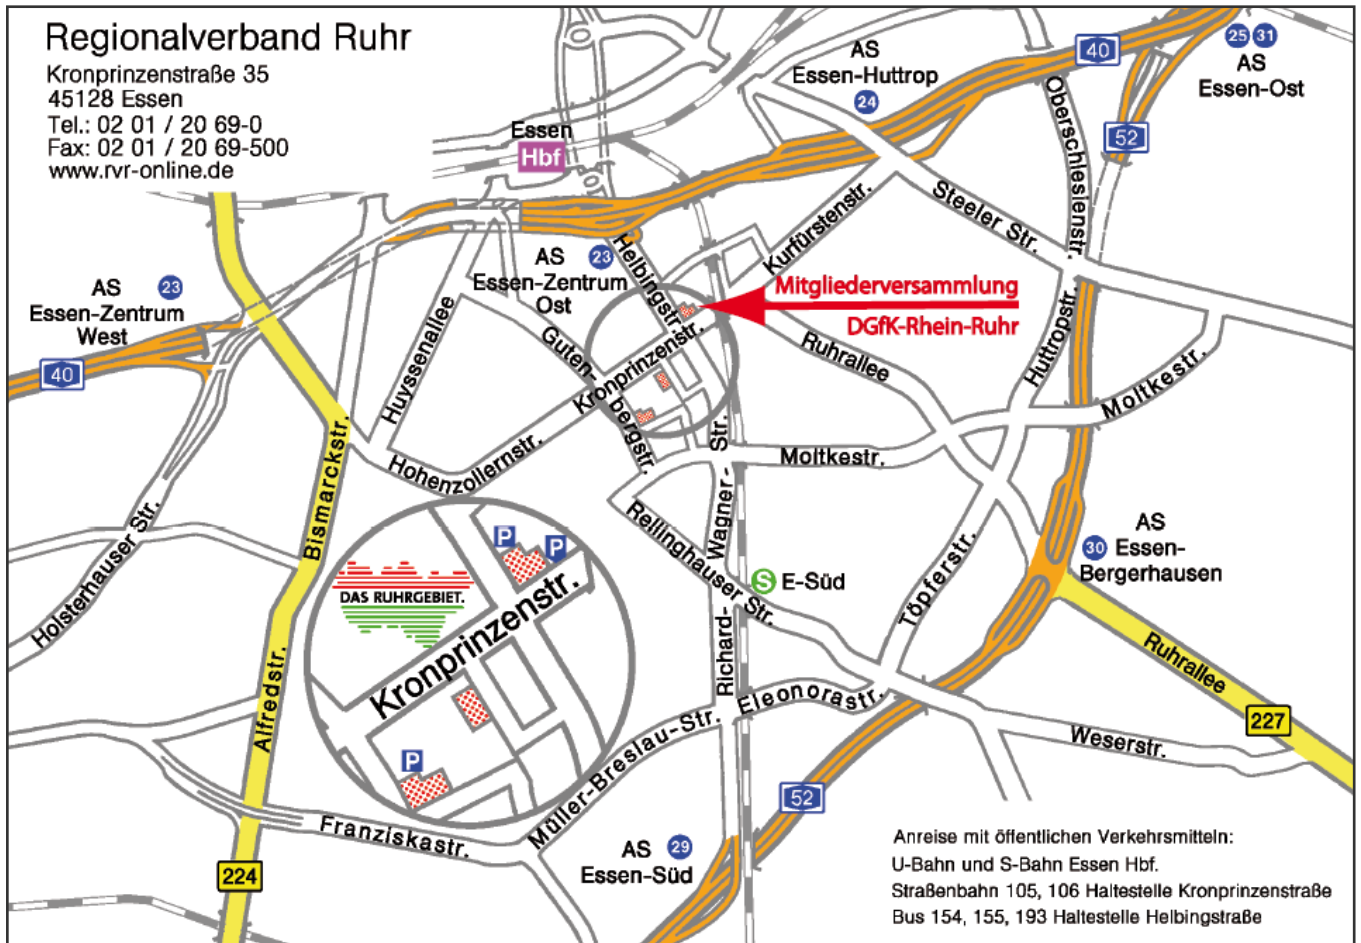 Regionalverband Ruhr
Kronprinzenstraße 35
45128 Essen
Tel.: 02 01 / 20 69-0
Fax: 02 01 / 20 69-500
www.rvr-online.de
AS
Essen-Huttrop
24
40
25 31
AS
Essen-Ost
52
Essen
Hbf
Oberschlesienstr.
Steeler Str.
Kurfürstenstr.
Helbingstr.
AS 23
Essen-Zentrum
Ost
AS 23
Essen-Zentrum
West
40
Mitgliederversammlung
DGfK-Rhein-Ruhr
Huyssenallee
Guten-
bergstr.
Kronprinzenstr.
Ruhrallee
Huttropstr.
Moltkestr.
Bismarckstr.
Hohenzollernstr.
Moltkestr.
Richard-
Wagner-
Str.
Rellinghauser Str.
Holsterhauser Str.
P
P
DAS RUHRGEBIET.
Kronprinzenstr.
P
S E-Süd
Töpferstr.
AS
30 Essen-
Bergerhausen
Ruhrallee
227
Alfredstr.
Eleonorastr.
Müller-Breslau-Str.
Weserstr.
52
Franziskastr.
224
AS 29
Essen-Süd
Anreise mit öffentlichen Verkehrsmitteln:
U-Bahn und S-Bahn Essen Hbf.
Straßenbahn 105, 106 Haltestelle Kronprinzenstraße
Bus 154, 155, 193 Haltestelle Helbingstraße